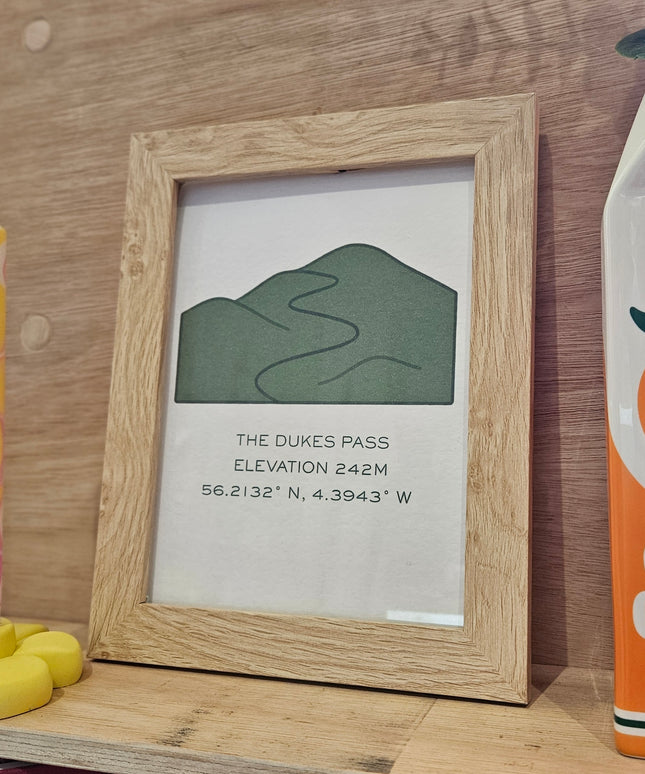 THE DUKES PASS
ELEVATION 242M
56.2132° N, 4.3943° W